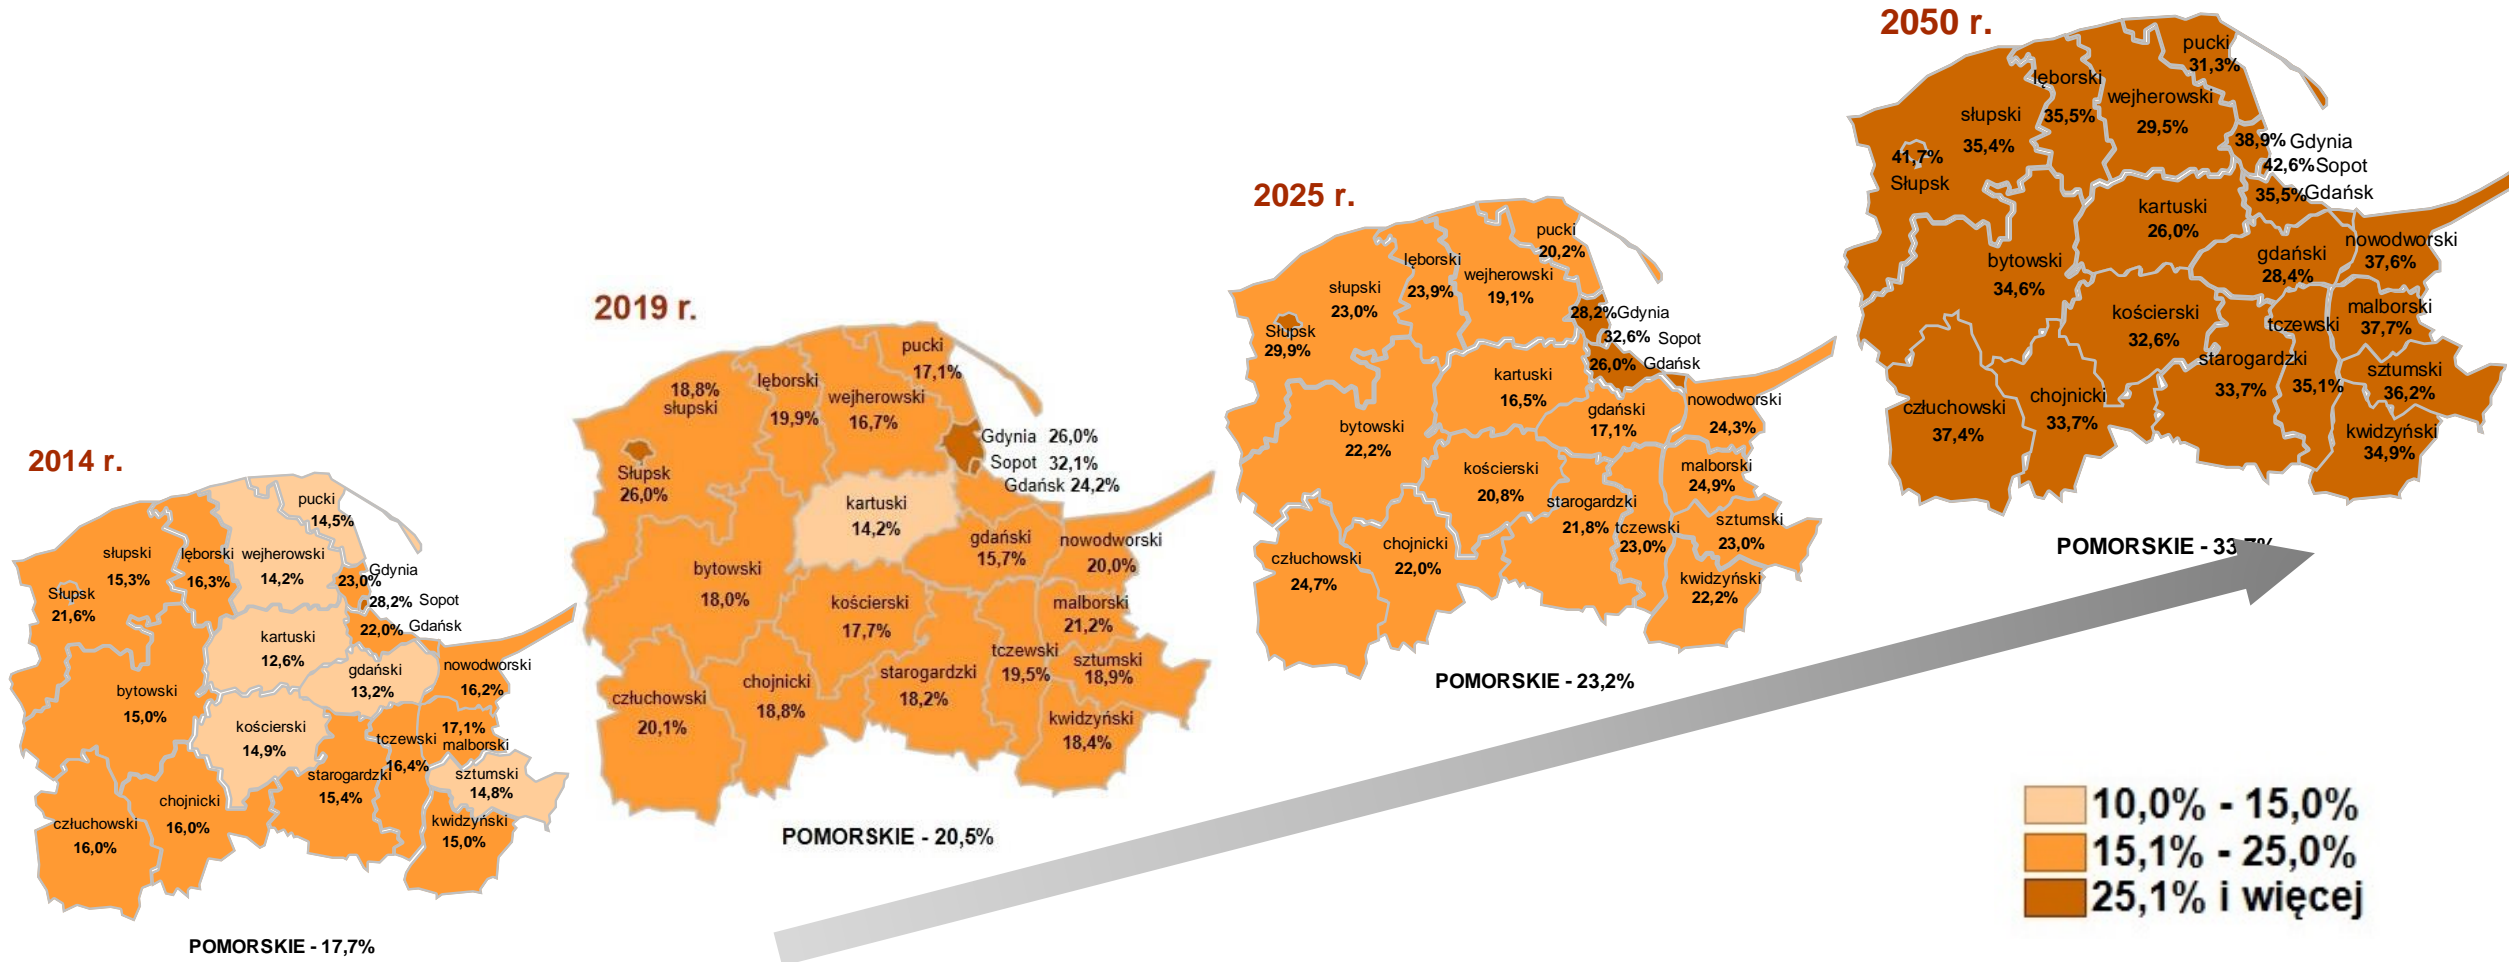 2014 r.
pucki
14,5%
słupski
15,3%
lęborski
16,3%
wejherowski
14,2%
Gdynia
23,0%
28,2% Sopot
22,0% Gdańsk
Słupsk
21,6%
kartuski
12,6%
gdański
13,2%
nowodworski
16,2%
bytowski
15,0%
kościerski
14,9%
tczewski
16,4%
17,1%
malborski
sztumski
14,8%
starogardzki
15,4%
chojnicki
16,0%
człuchowski
16,0%
kwidzyński
15,0%
POMORSKIE - 17,7%
2019 r.
pucki
17,1%
18,8%
słupski
lęborski
19,9%
wejherowski
16,7%
Gdynia 26,0%
Sopot 32,1%
Gdańsk 24,2%
Słupsk
26,0%
kartuski
14,2%
gdański
15,7%
nowodworski
20,0%
bytowski
18,0%
kościerski
17,7%
malborski
21,2%
tczewski
19,5%
sztumski
18,9%
starogardzki
18,2%
chojnicki
18,8%
człuchowski
20,1%
kwidzyński
18,4%
POMORSKIE - 20,5%
2025 r.
pucki
20,2%
lęborski
23,9%
wejherowski
19,1%
słupski
23,0%
28,2% Gdynia
32,6% Sopot
26,0% Gdańsk
Słupsk
29,9%
kartuski
16,5%
gdański
17,1%
nowodworski
24,3%
bytowski
22,2%
kościerski
20,8%
malborski
24,9%
starogardzki
21,8%
tczewski
23,0%
sztumski
23,0%
chojnicki
22,0%
człuchowski
24,7%
kwidzyński
22,2%
POMORSKIE - 23,2%
2050 r.
pucki
31,3%
lęborski
35,5%
wejherowski
29,5%
słupski
35,4%
38,9% Gdynia
42,6% Sopot
35,5% Gdańsk
41,7%
Słupsk
kartuski
26,0%
gdański
28,4%
nowodworski
37,6%
bytowski
34,6%
kościerski
32,6%
malborski
37,7%
tczewski
35,1%
starogardzki
33,7%
sztumski
36,2%
chojnicki
33,7%
człuchowski
37,4%
kwidzyński
34,9%
POMORSKIE - 33,7%
10,0% - 15,0%
15,1% - 25,0%
25,1% i więcej